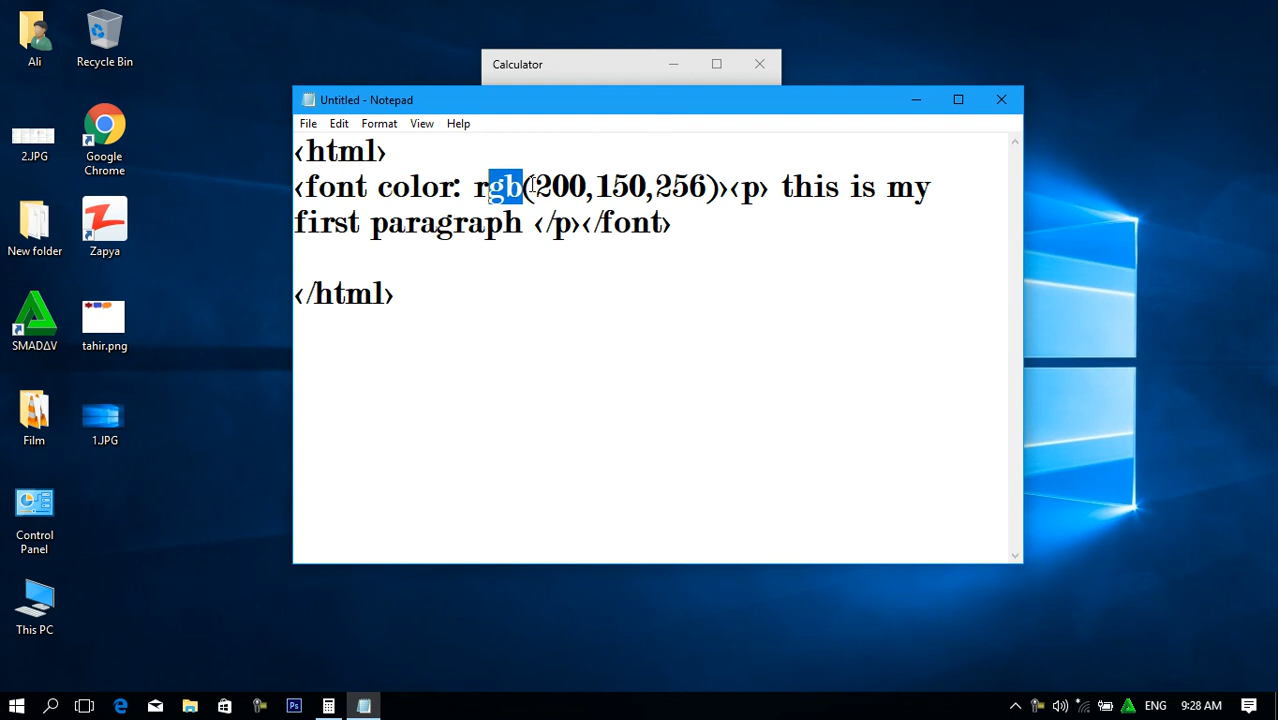 Ali
Recycle Bin
Calculator
Untitled - Notepad
File Edit Format View Help
<html>
<font color: rgb(200,150,256)><p> this is my
first paragraph </p></font>
</html>
2.JPG
Google
Chrome
New folder
Zapya
SMADΔV
tahir.png
Film
1.JPG
Control
Panel
This PC
Ps
ENG
9:28 AM